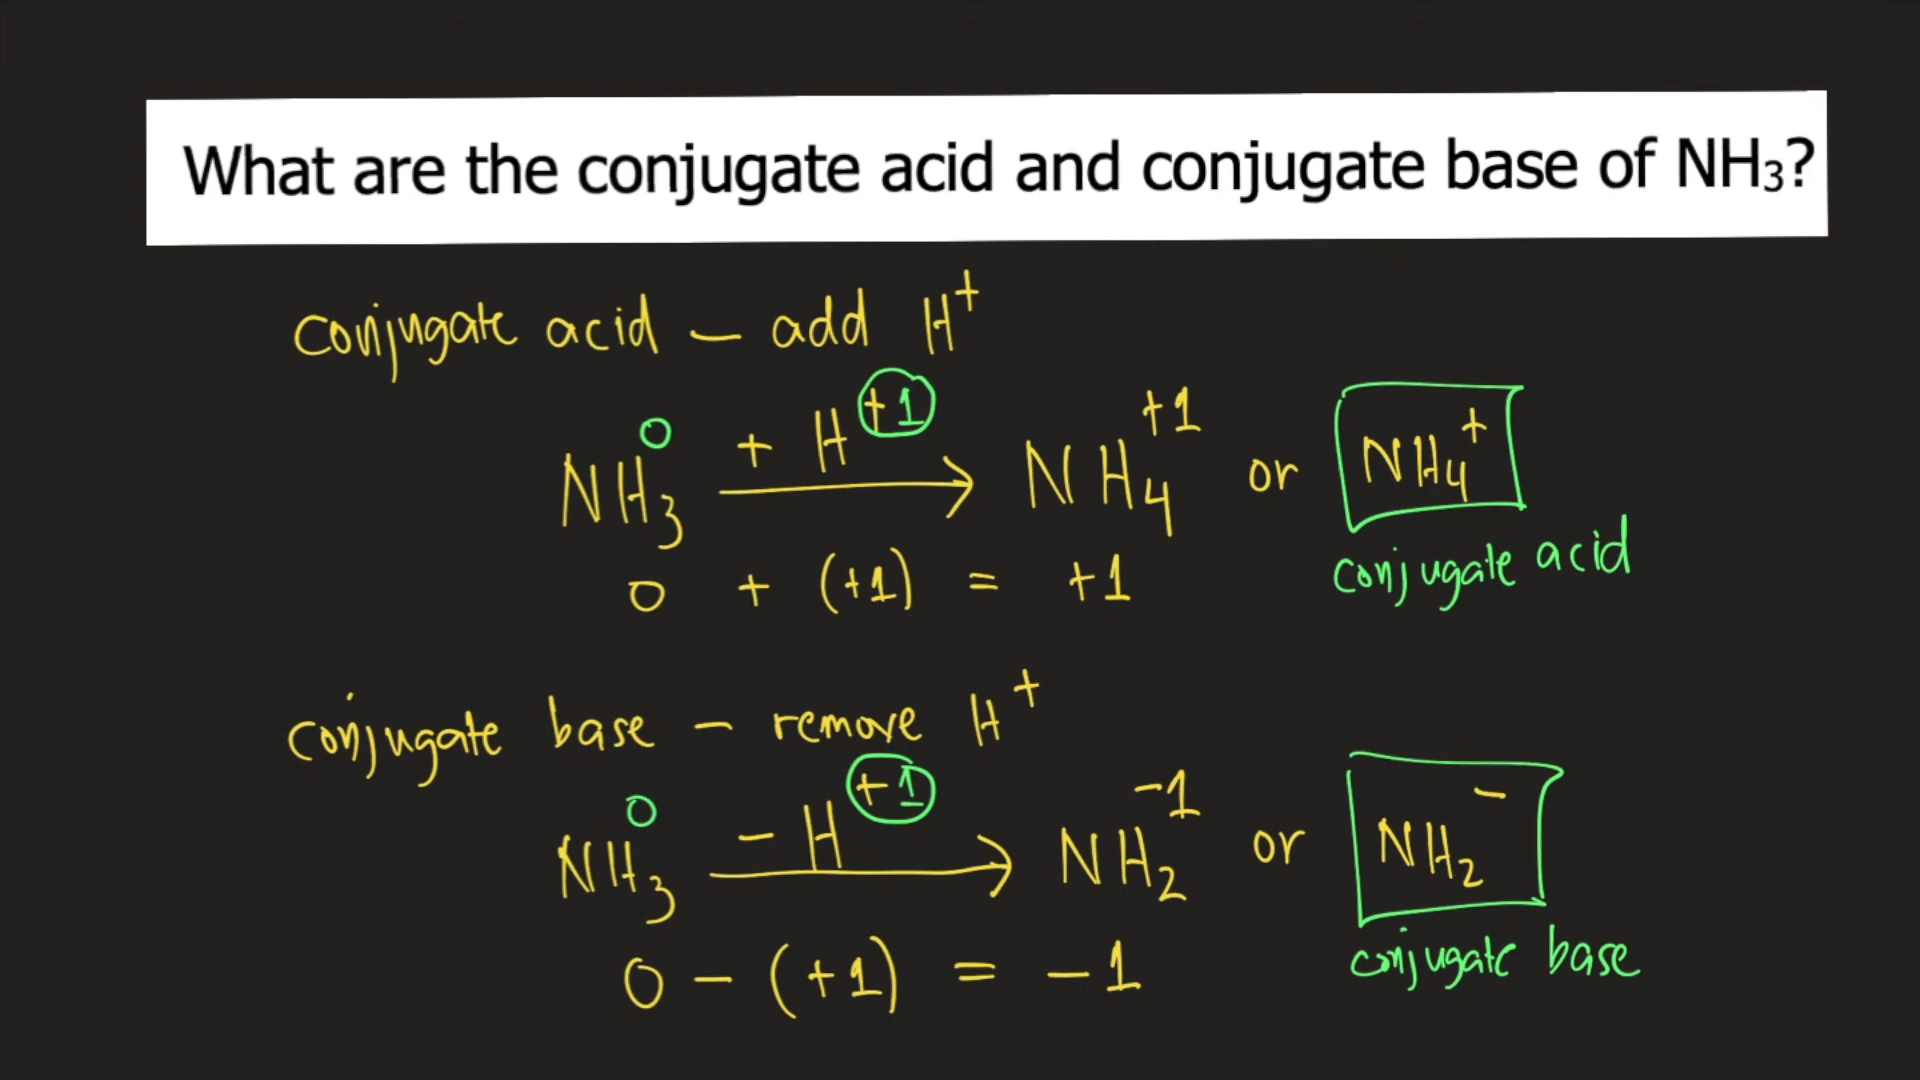 What are the conjugate acid and conjugate base of NH₃?
conjugate acid – add H⁺
NH₃⁰ + H⁺¹ → NH₄⁺¹ or NH₄⁺
0 + (+1) = +1
conjugate acid
conjugate base – remove H⁺
NH₃⁰ – H⁺¹ → NH₂⁻¹ or NH₂⁻
0 – (+1) = –1
conjugate base